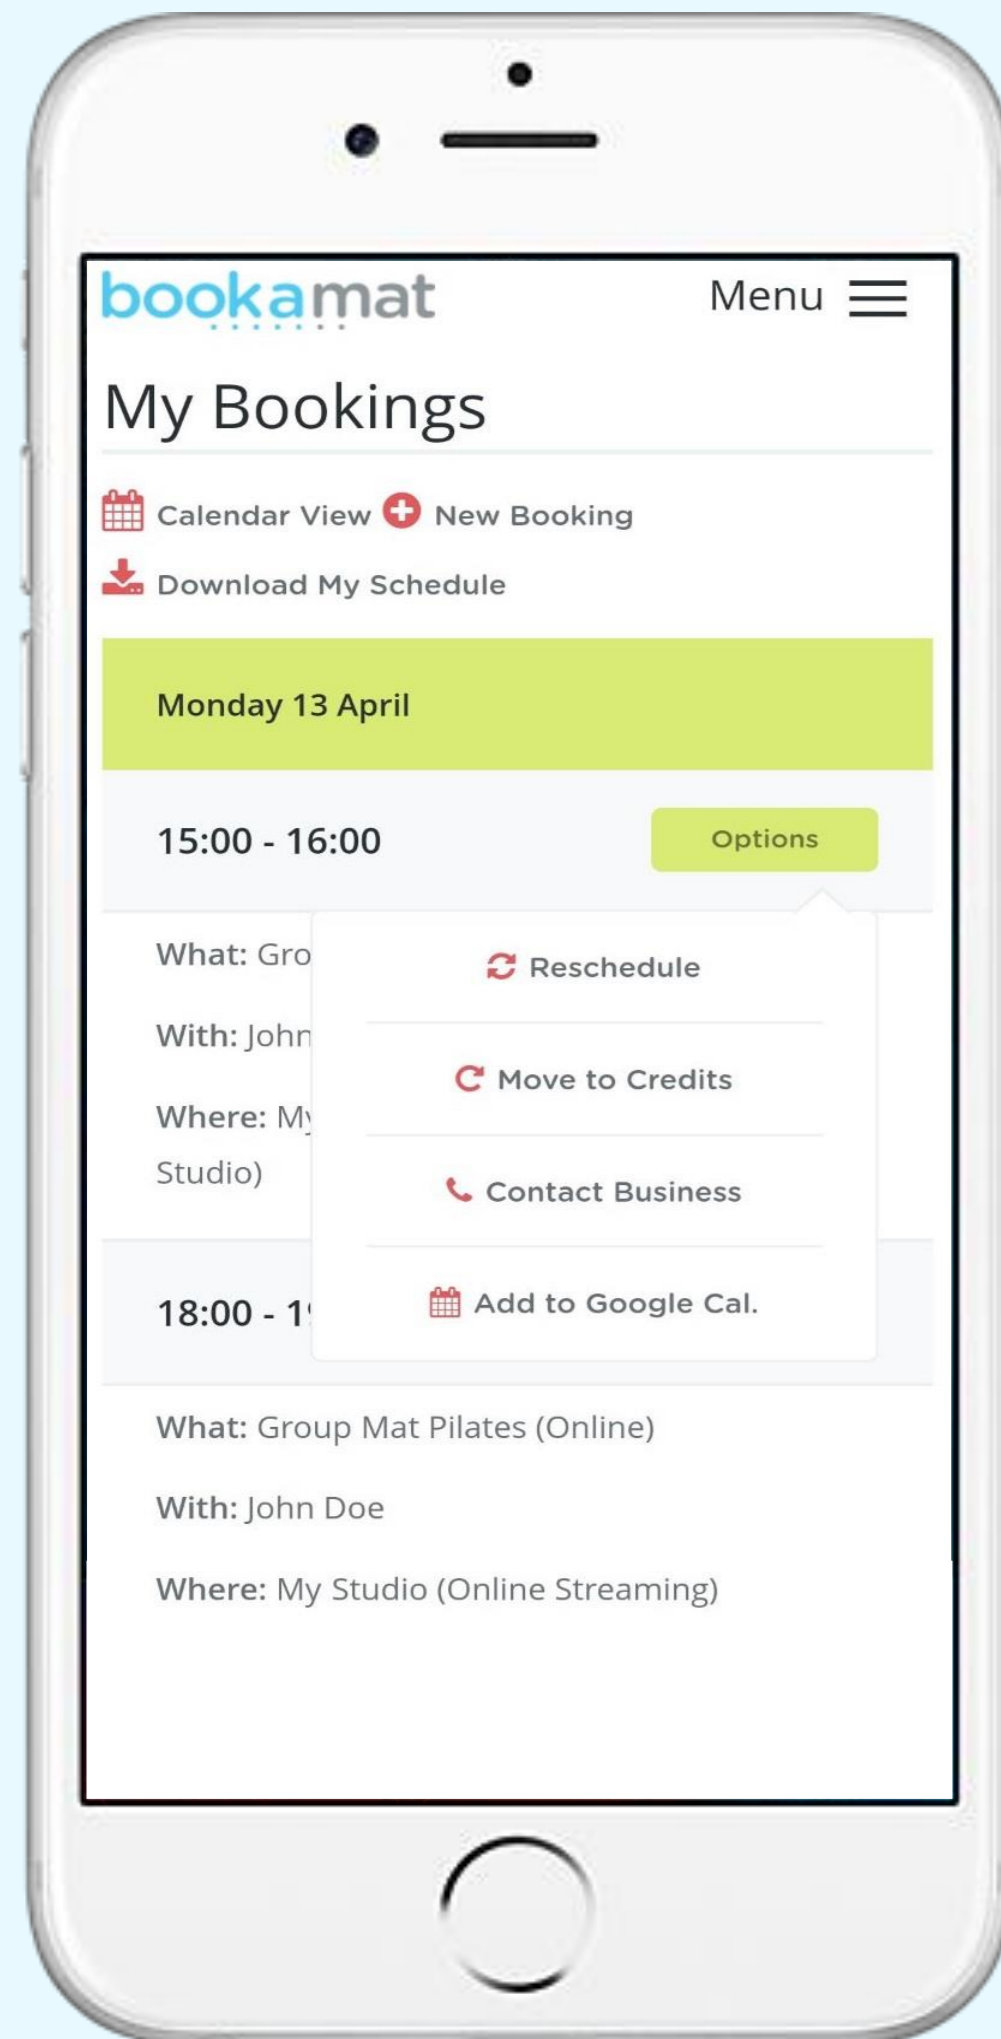 bookamat
Menu
My Bookings
Calendar View New Booking
Download My Schedule
Monday 13 April
15:00 - 16:00
Options
What:
With: John
Where: My
Studio)
Reschedule
Move to Credits
Contact Business
Add to Google Cal.
18:00 -
What: Group Mat Pilates (Online)
With: John Doe
Where: My Studio (Online Streaming)